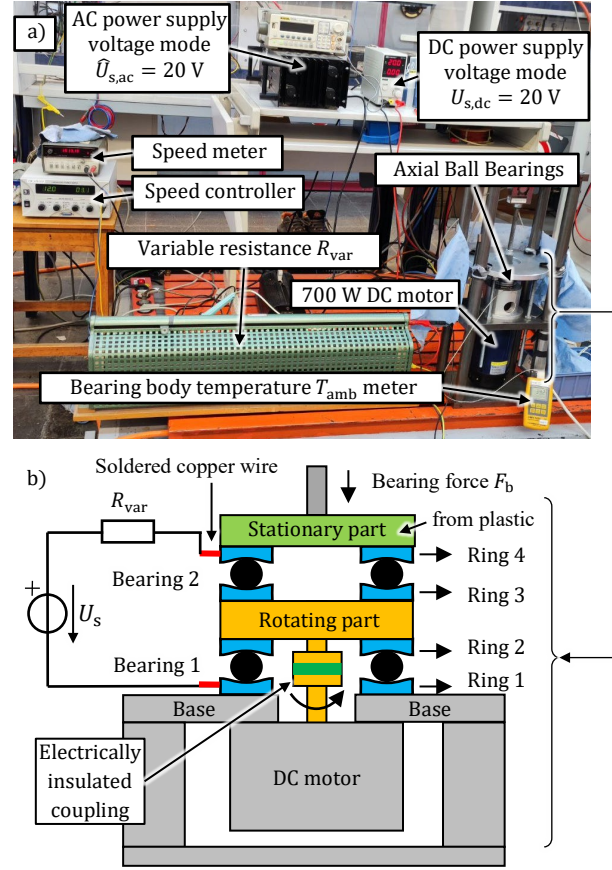 a)
AC power supply
voltage mode
Û_s,ac = 20 V
DC power supply
voltage mode
U_s,dc = 20 V
Speed meter
Speed controller
Axial Ball Bearings
Variable resistance R_var
700 W DC motor
Bearing body temperature T_amb meter
b)
Soldered copper wire
R_var
Bearing force F_b
Stationary part
from plastic
Ring 4
Bearing 2
Ring 3
+
U_s
Rotating part
Ring 2
Bearing 1
Ring 1
Base
Base
Electrically
insulated
coupling
DC motor